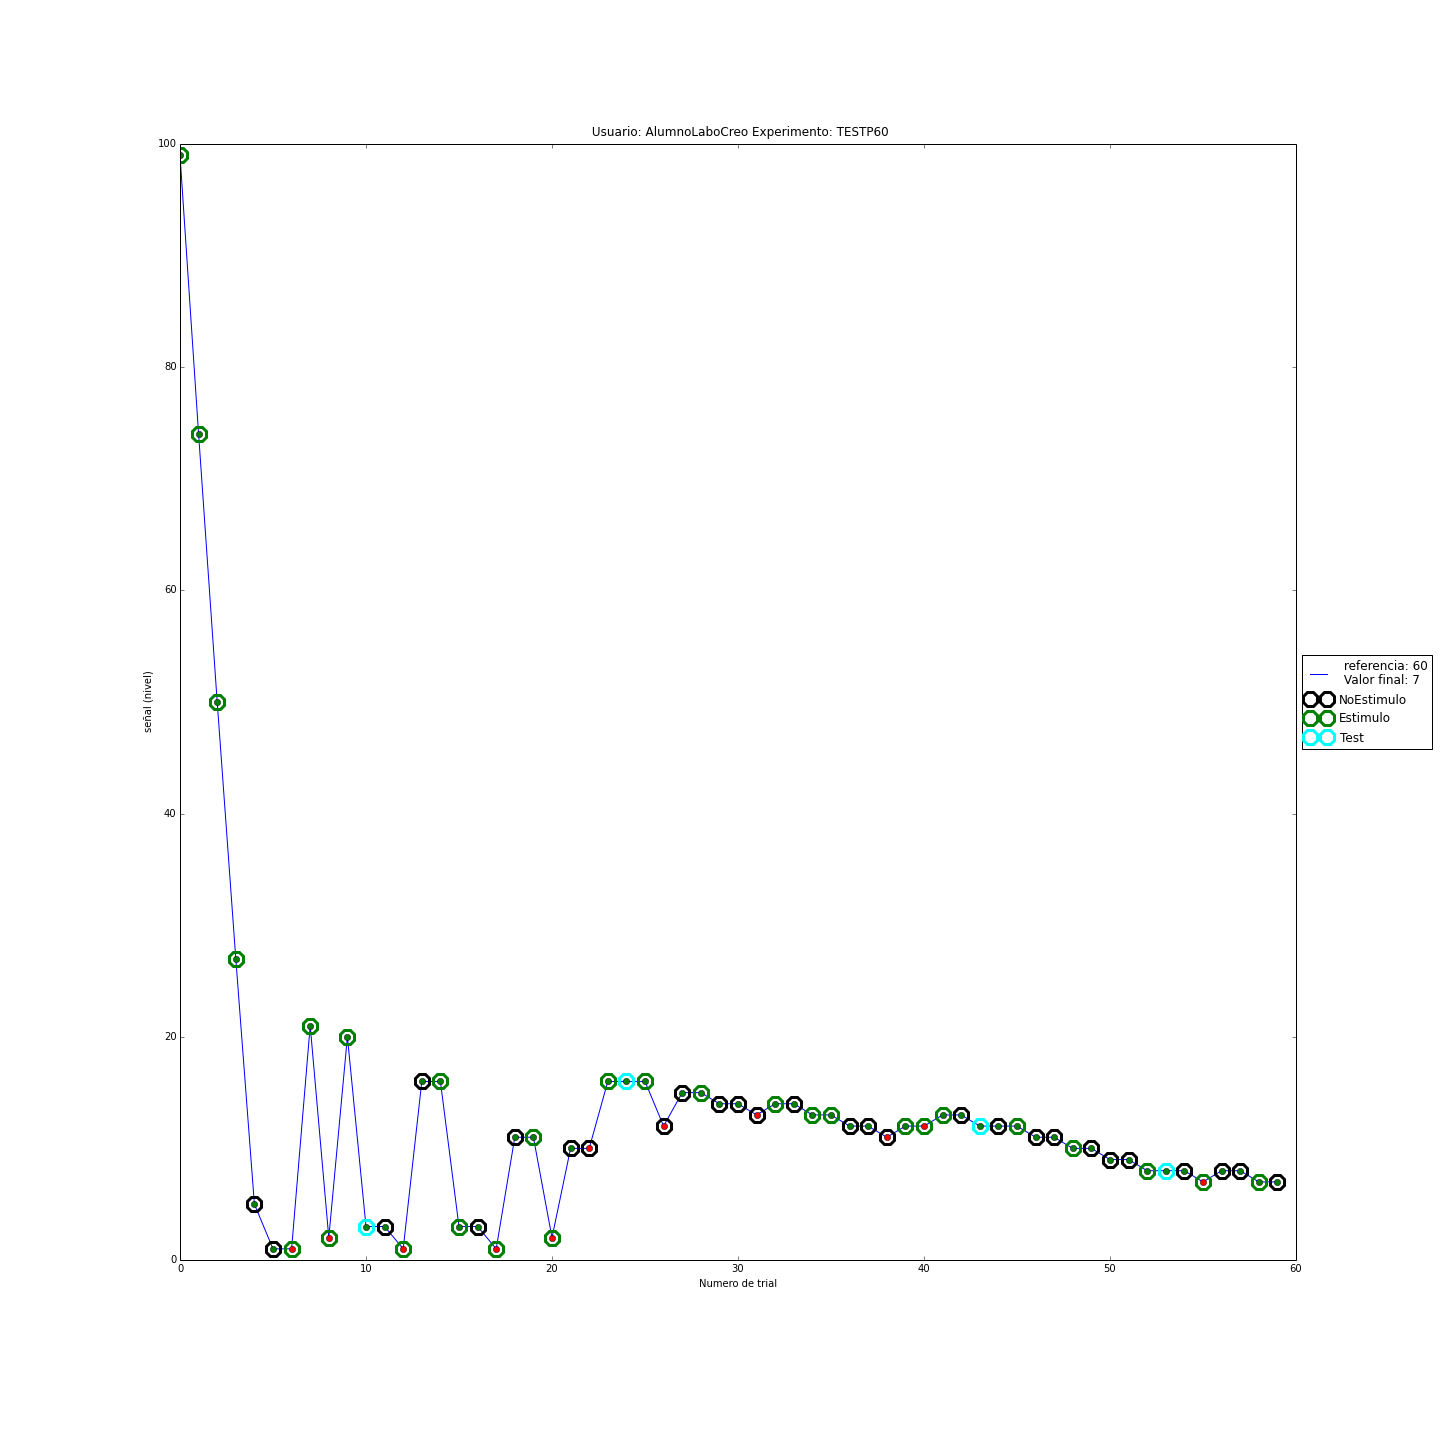 Usuario: AlumnoLaboCreo Experimento: TESTP60
100
80
60
40
20
0
señal (nivel)
0 10 20 30 40 50 60
Numero de trial
referencia: 60
Valor final: 7
NoEstimulo
Estimulo
Test